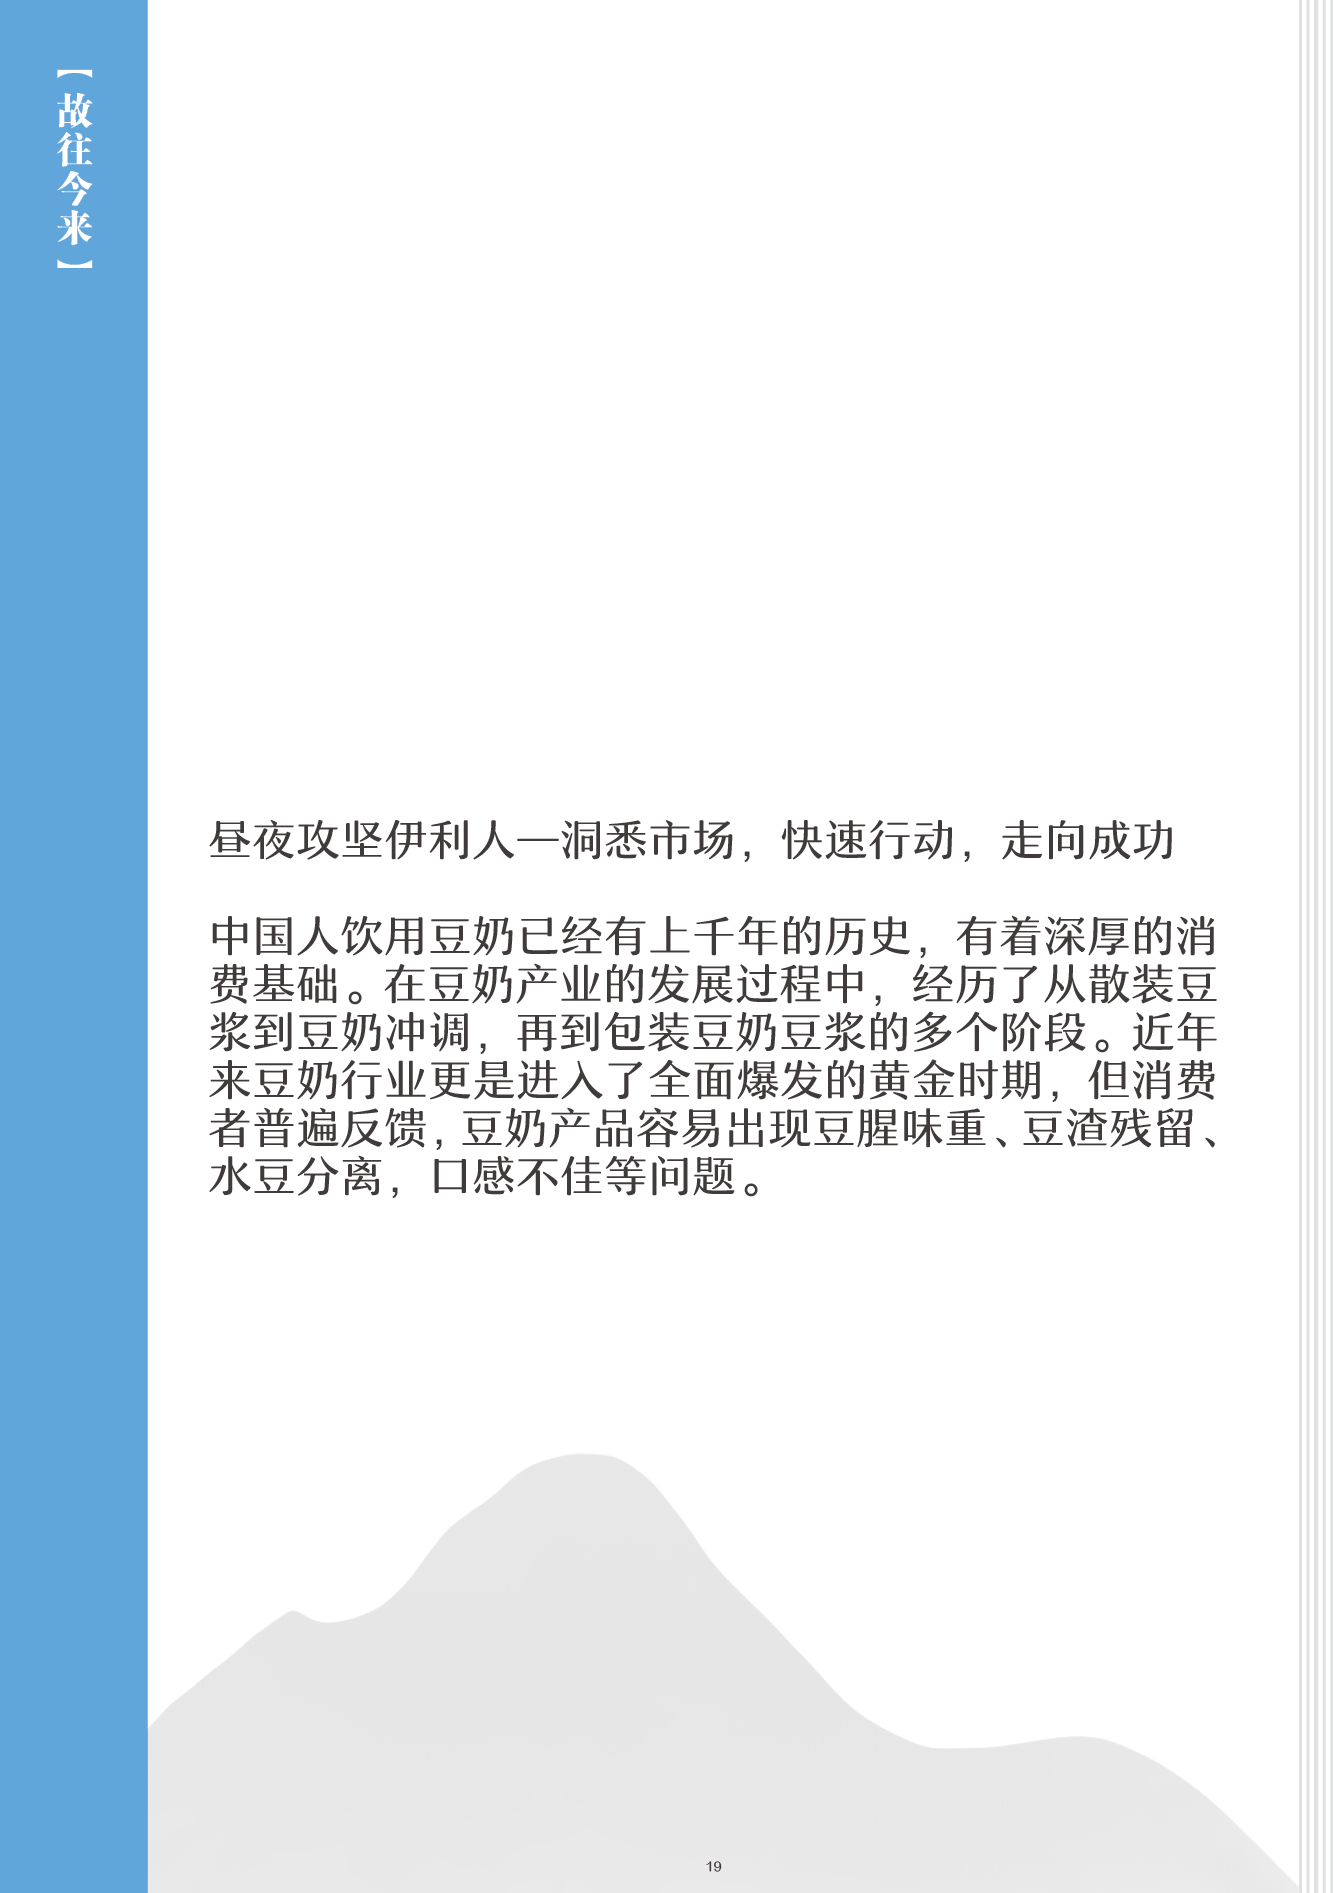 【故往今来】
昼夜攻坚伊利人—洞悉市场，快速行动，走向成功
中国人饮用豆奶已经有上千年的历史，有着深厚的消
费基础。在豆奶产业的发展过程中，经历了从散装豆
浆到豆奶冲调，再到包装豆奶豆浆的多个阶段。近年
来豆奶行业更是进入了全面爆发的黄金时期，但消费
者普遍反馈，豆奶产品容易出现豆腥味重、豆渣残留、
水豆分离，口感不佳等问题。
19